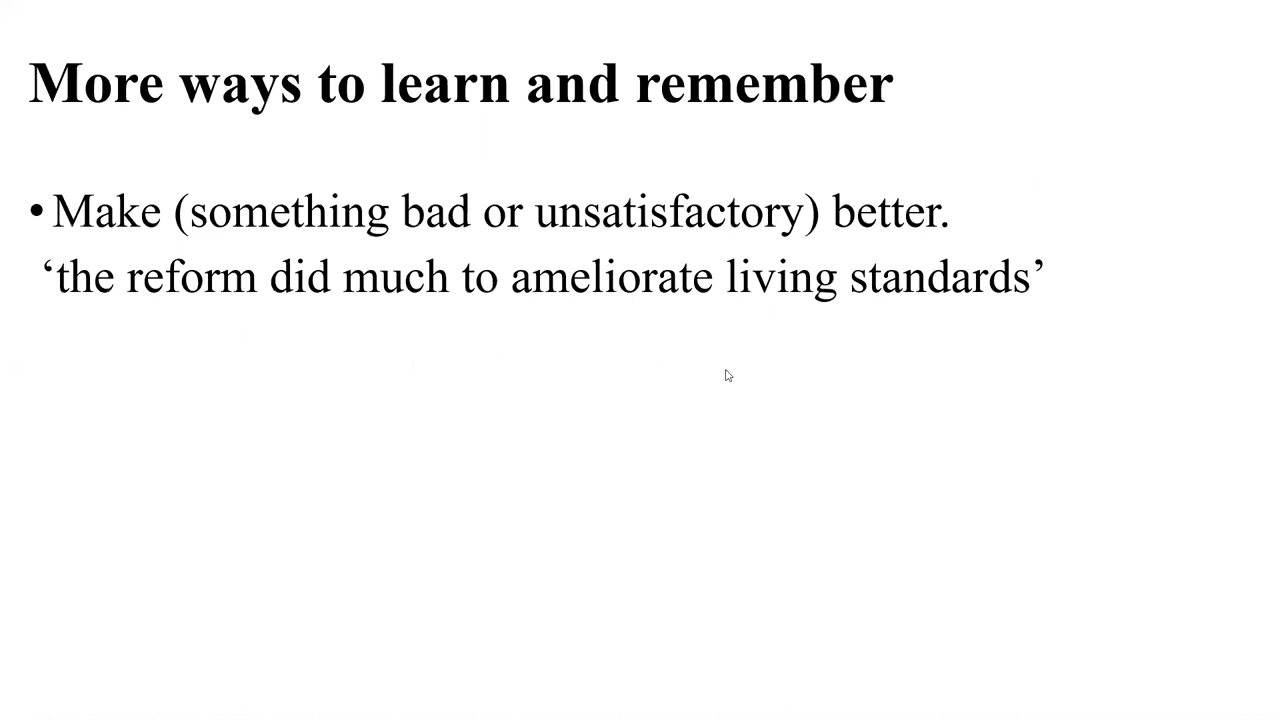 More ways to learn and remember
• Make (something bad or unsatisfactory) better.
‘the reform did much to ameliorate living standards’